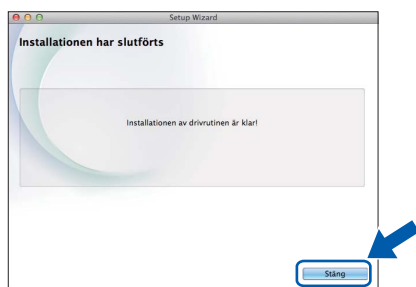 Setup Wizard
Installationen har slutförts
Installationen av drivrutinen är klar!
Stäng